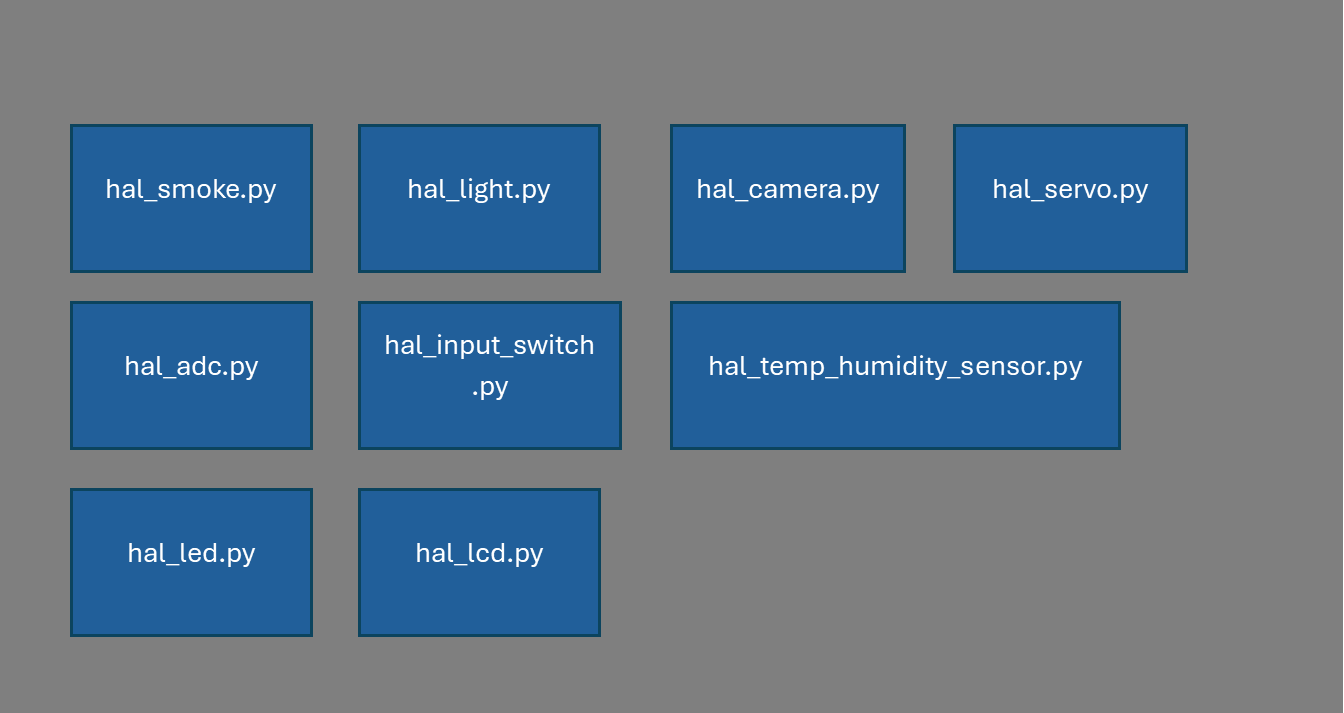 hal_smoke.py
hal_light.py
hal_camera.py
hal_servo.py
hal_adc.py
hal_input_switch
.py
hal_temp_humidity_sensor.py
hal_led.py
hal_lcd.py